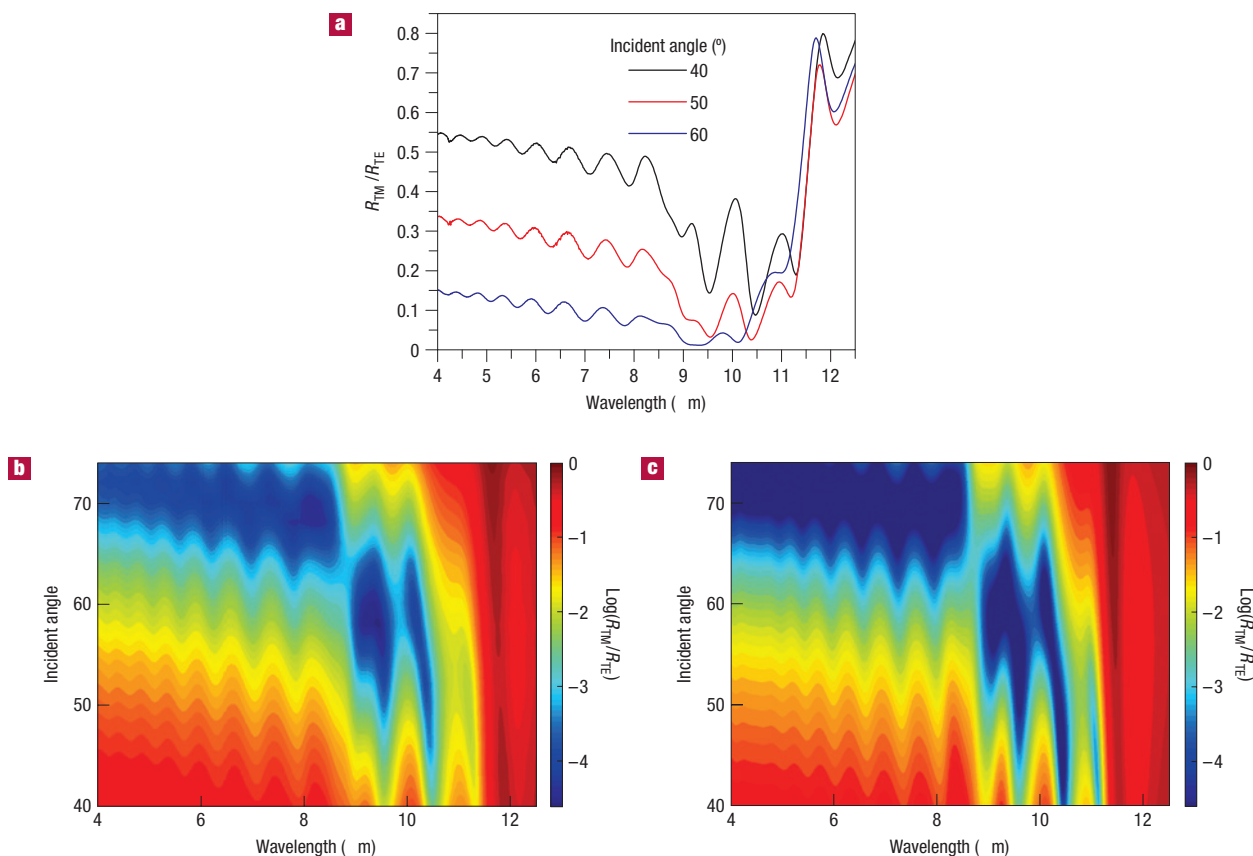 a
0.8
0.7
0.6
0.5
0.4
0.3
0.2
0.1
0
R_TM /R_TE
Incident angle (º)
40
50
60
4 5 6 7 8 9 10 11 12
Wavelength ( m)
b
70
60
50
40
Incident angle
4 6 8 10 12
Wavelength ( m)
0
−1
−2
−3
−4
Log(R_TM/R_TE)
c
70
60
50
40
Incident angle
4 6 8 10 12
Wavelength ( m)
0
−1
−2
−3
−4
Log(R_TM/R_TE)